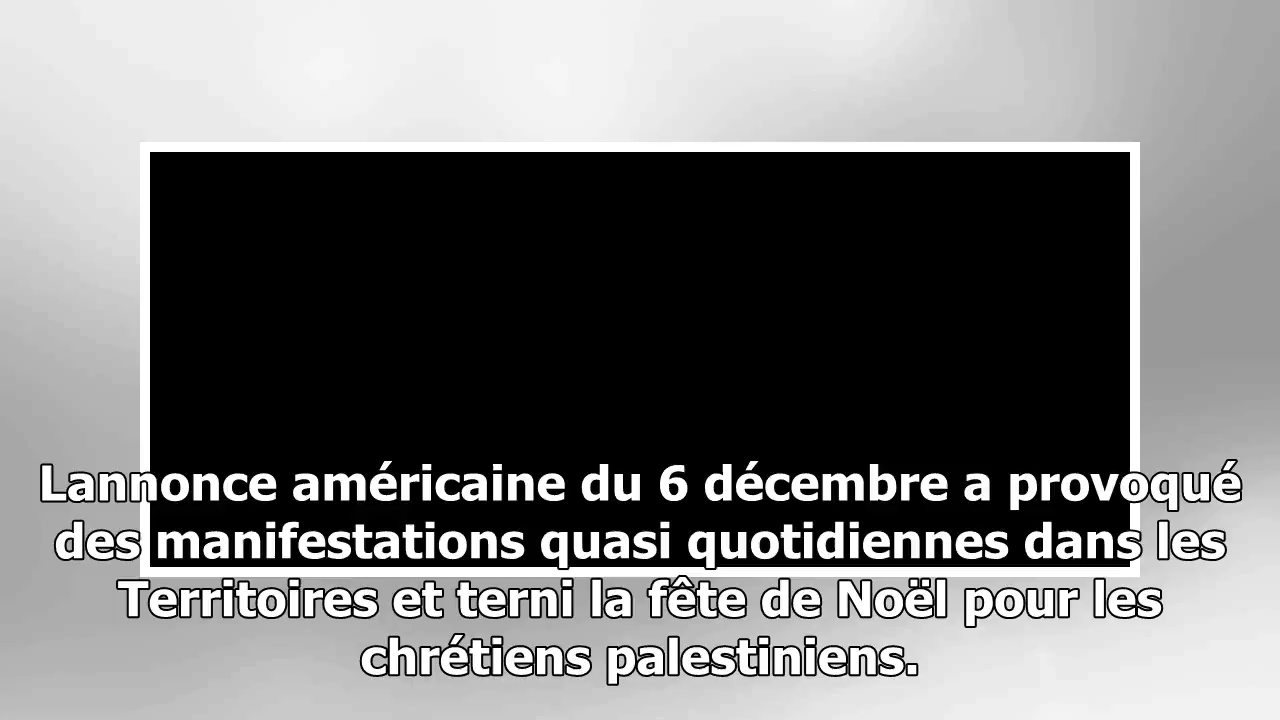 Lannonce américaine du 6 décembre a provoqué
des manifestations quasi quotidiennes dans les
Territoires et terni la fête de Noël pour les
chrétiens palestiniens.